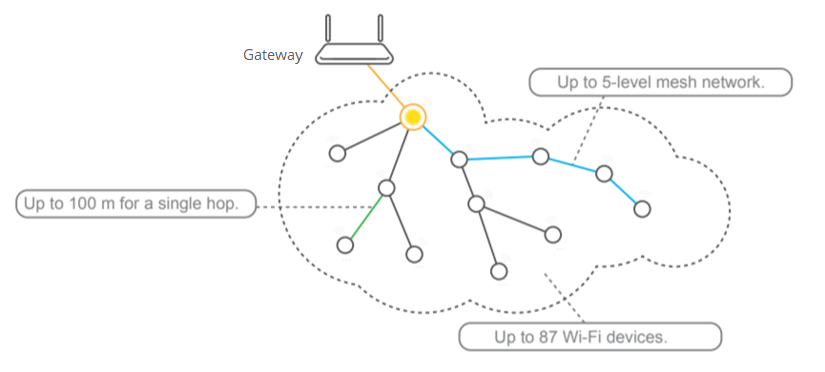 Gateway
Up to 5-level mesh network.
Up to 100 m for a single hop.
Up to 87 Wi-Fi devices.